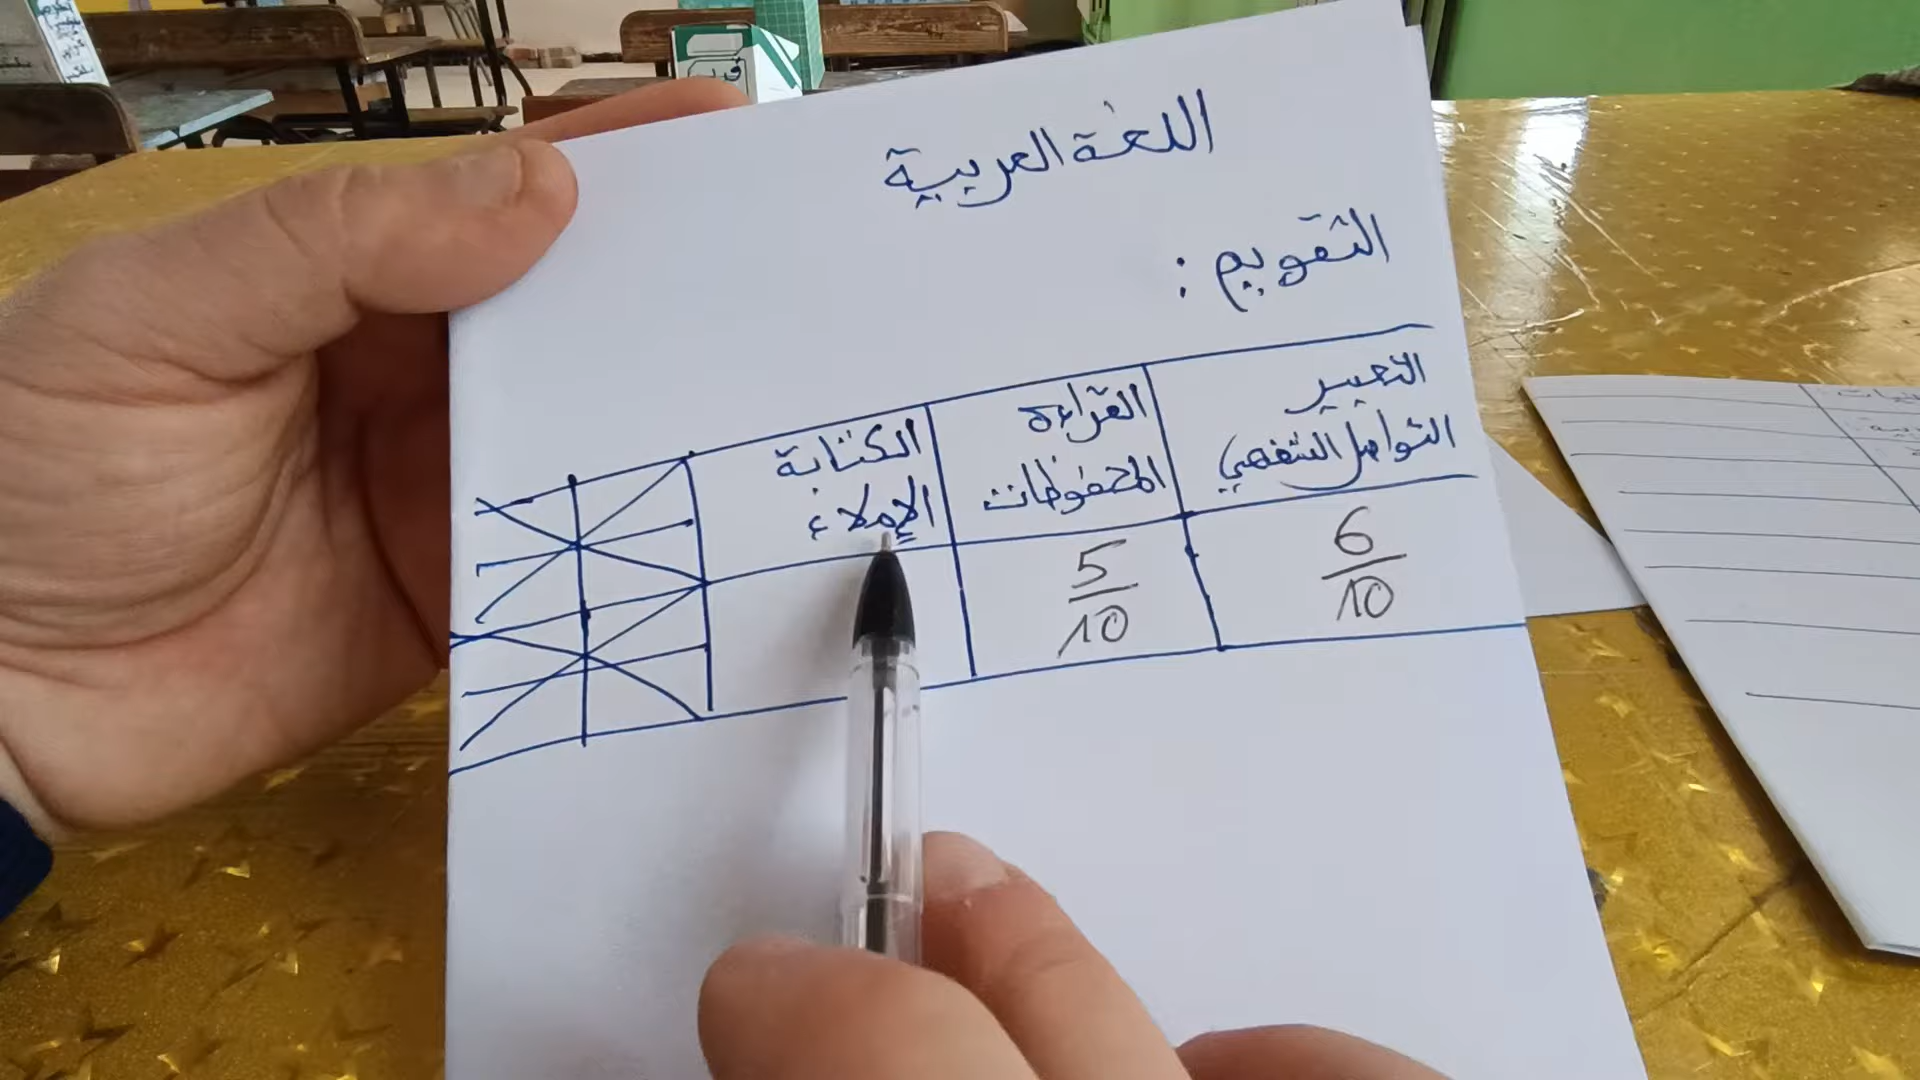 اللغة العربية
التقويم :
التعبير
التواصل الشفهي
القراءة
المحفوظات
الكتابة
الإملاء
6/10
5/10